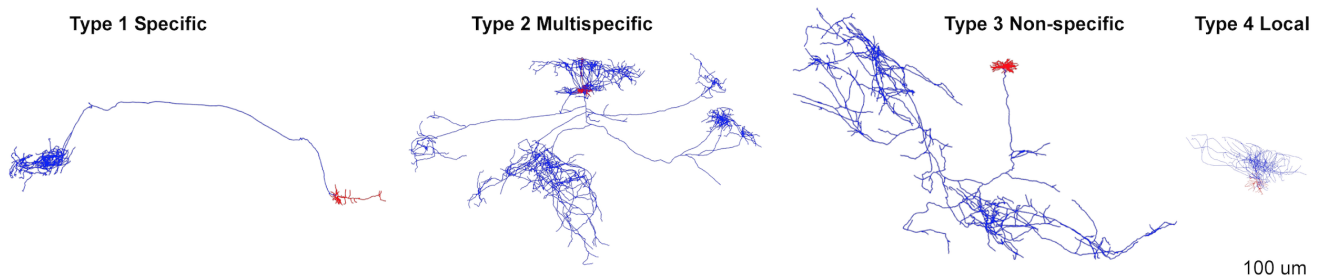 Type 1 Specific
Type 2 Multispecific
Type 3 Non-specific
Type 4 Local
100 um